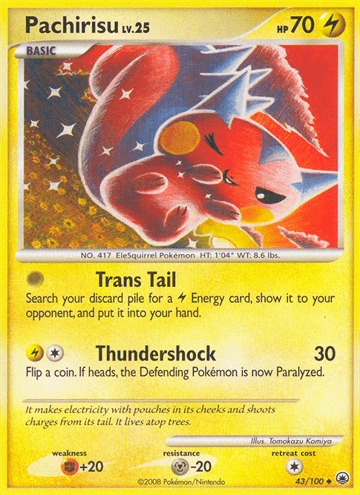 Pachirisu LV.25 HP 70
BASIC
NO. 417 EleSquirrel Pokémon HT: 1'04" WT: 8.6 lbs.
Trans Tail
Search your discard pile for a Energy card, show it to your
opponent, and put it into your hand.
Thundershock 30
Flip a coin. If heads, the Defending Pokémon is now Paralyzed.
It makes electricity with pouches in its cheeks and shoots
charges from its tail. It lives atop trees.
Illus. Tomokazu Komiya
weakness resistance retreat cost
+20 -20
©2008 Pokémon/Nintendo 43/100